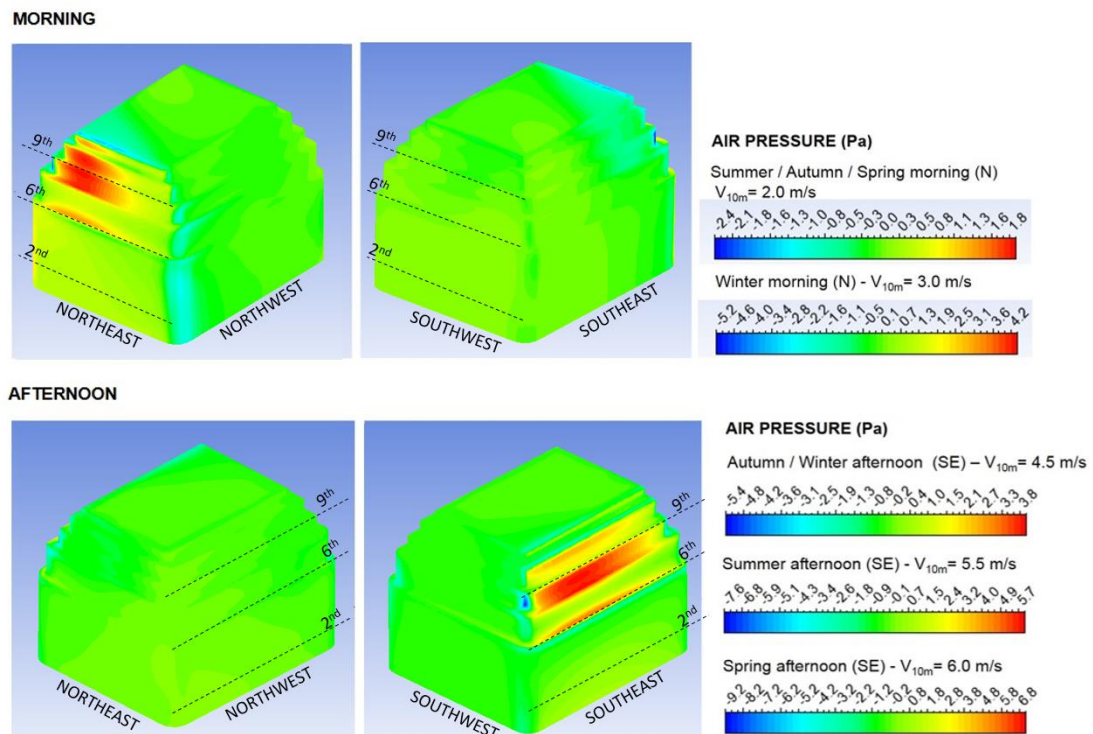 MORNING
9th
6th
2nd
NORTHEAST
NORTHWEST
9th
6th
2nd
SOUTHWEST
SOUTHEAST
AIR PRESSURE (Pa)
Summer / Autumn / Spring morning (N)
V10m= 2.0 m/s
-2.4 -2.1 -1.8 -1.6 -1.3 -1.0 -0.8 -0.5 -0.3 0.0 0.3 0.5 0.8 1.1 1.3 1.6 1.8
Winter morning (N) - V10m= 3.0 m/s
-5.2 -4.6 -4.0 -3.4 -2.8 -2.2 -1.6 -1.1 -0.5 0.1 0.7 1.3 1.9 2.5 3.1 3.6 4.2
AFTERNOON
9th
6th
2nd
NORTHEAST
NORTHWEST
9th
6th
2nd
SOUTHWEST
SOUTHEAST
AIR PRESSURE (Pa)
Autumn / Winter afternoon (SE) – V10m= 4.5 m/s
-5.4 -4.8 -4.2 -3.6 -3.1 -2.5 -1.9 -1.3 -0.8 -0.2 0.4 1.0 1.5 2.1 2.7 3.3 3.8
Summer afternoon (SE) - V10m= 5.5 m/s
-7.6 -6.8 -5.9 -5.1 -4.3 -3.4 -2.6 -1.8 -0.9 -0.1 0.7 1.5 2.4 3.2 4.0 4.9 5.7
Spring afternoon (SE) - V10m= 6.0 m/s
-9.2 -8.2 -7.2 -6.2 -5.2 -4.2 -3.2 -2.2 -1.2 -0.2 0.8 1.8 2.8 3.8 4.8 5.8 6.8